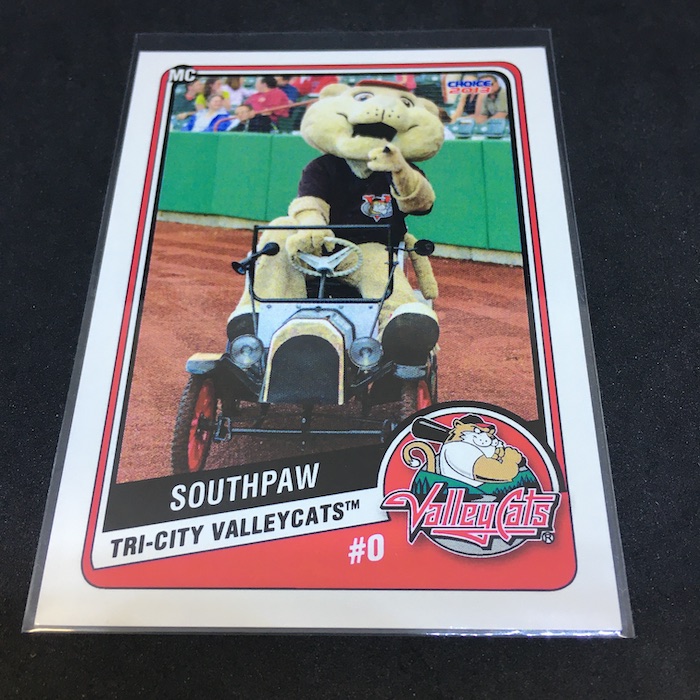 MC
CHOICE
2013
SOUTHPAW
TRI-CITY VALLEYCATS™
#0
ValleyCats®